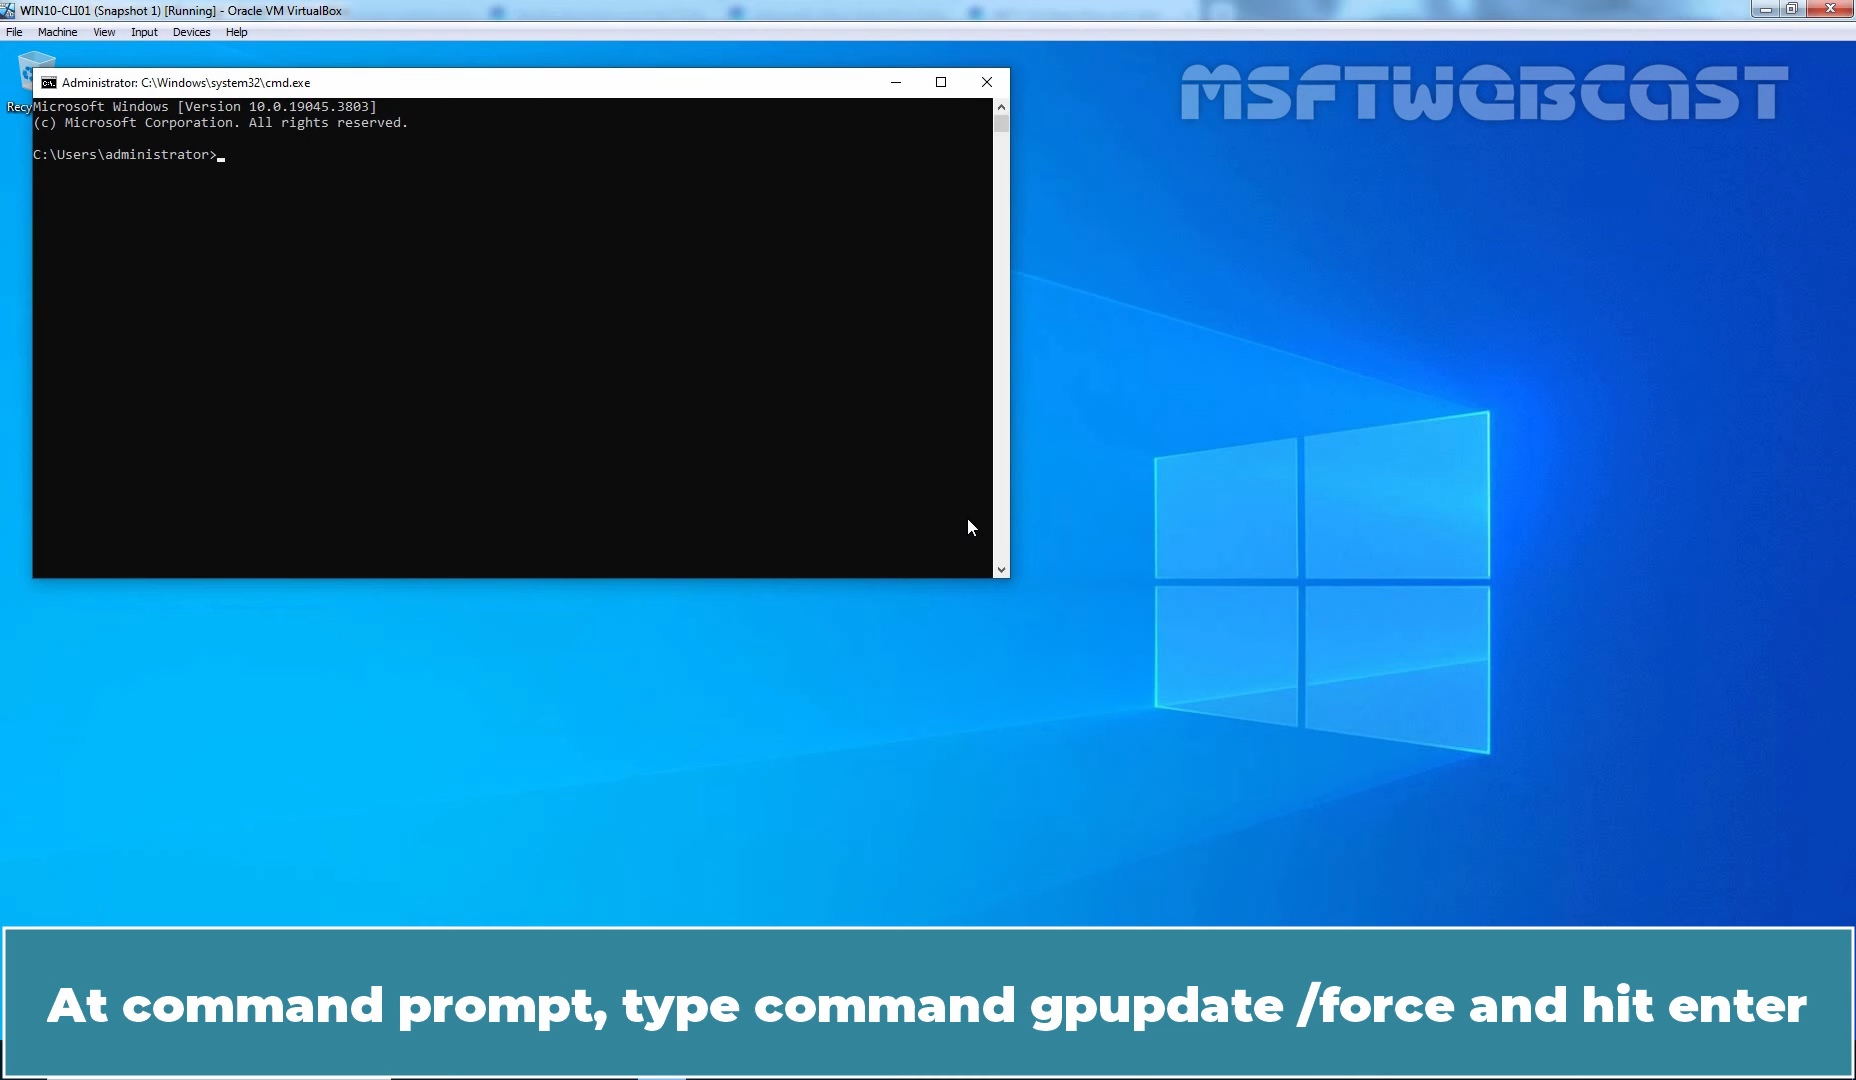 WIN10-CLI01 (Snapshot 1) [Running] - Oracle VM VirtualBox
File Machine View Input Devices Help
MSFTWEBCAST
Administrator: C:\Windows\system32\cmd.exe
Recy
Microsoft Windows [Version 10.0.19045.3803]
(c) Microsoft Corporation. All rights reserved.
C:\Users\administrator>
At command prompt, type command gpupdate /force and hit enter